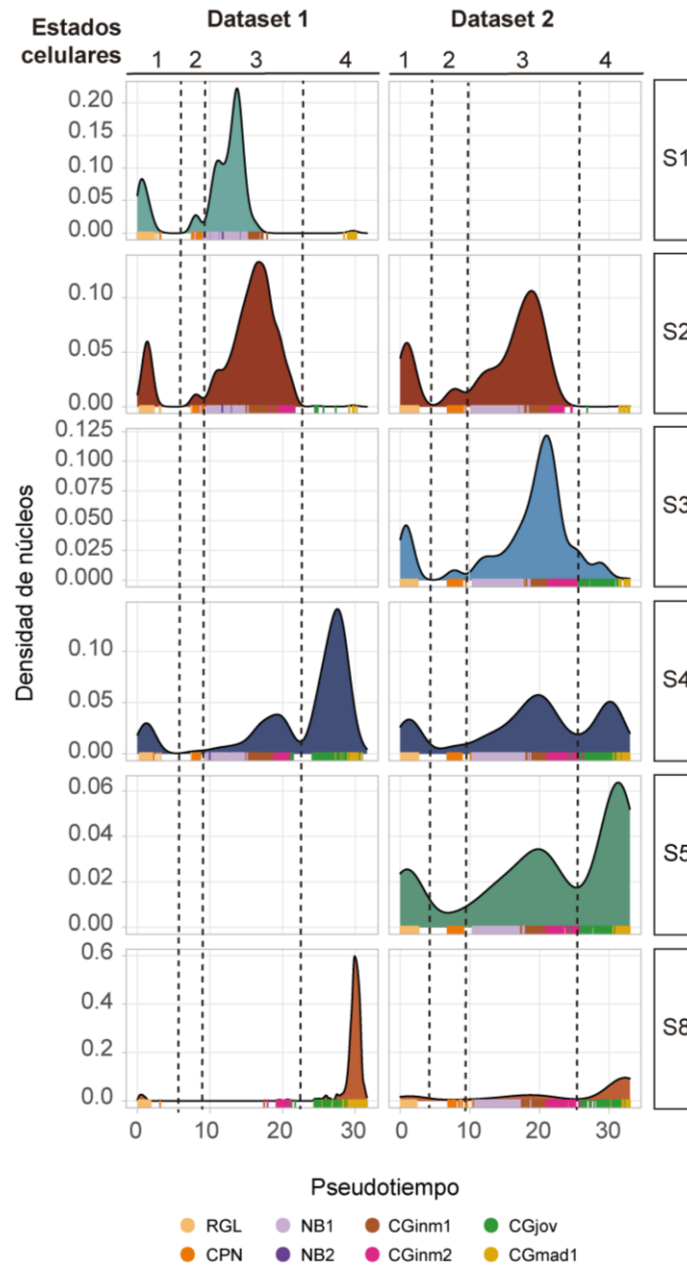 Estados celulares
Dataset 1
Dataset 2
1 2 3 4
1 2 3 4
0.20
0.15
0.10
0.05
0.00
S1
0.10
0.05
0.00
S2
0.125
0.100
0.075
0.050
0.025
0.000
S3
0.10
0.05
0.00
S4
0.06
0.04
0.02
0.00
S5
0.6
0.4
0.2
0.0
S8
Densidad de núcleos
0 10 20 30
0 10 20 30
Pseudotiempo
RGL NB1 CGinm1 CGjov
CPN NB2 CGinm2 CGmad1